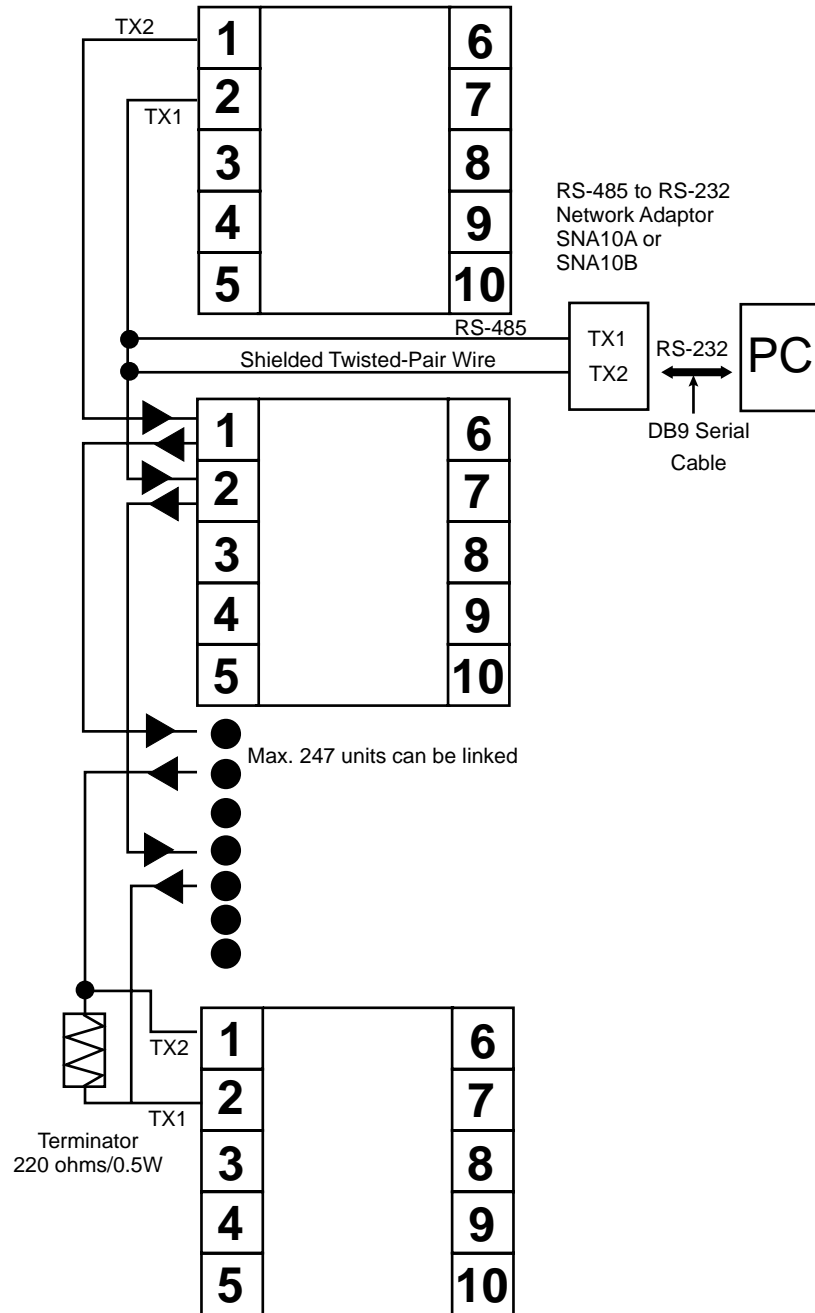 TX2
1
6
TX1
2
7
3
8
4
9
5
10
RS-485 to RS-232
Network Adaptor
SNA10A or
SNA10B
RS-485
Shielded Twisted-Pair Wire
TX1
TX2
RS-232
PC
DB9 Serial
Cable
1
6
2
7
3
8
4
9
5
10
Max. 247 units can be linked
TX2
1
6
TX1
2
7
Terminator
220 ohms/0.5W
3
8
4
9
5
10